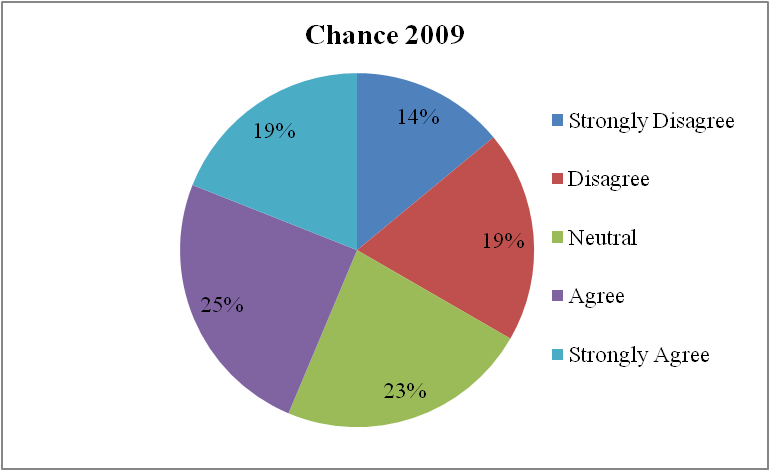 Chance 2009
14%
19%
23%
25%
19%
Strongly Disagree
Disagree
Neutral
Agree
Strongly Agree